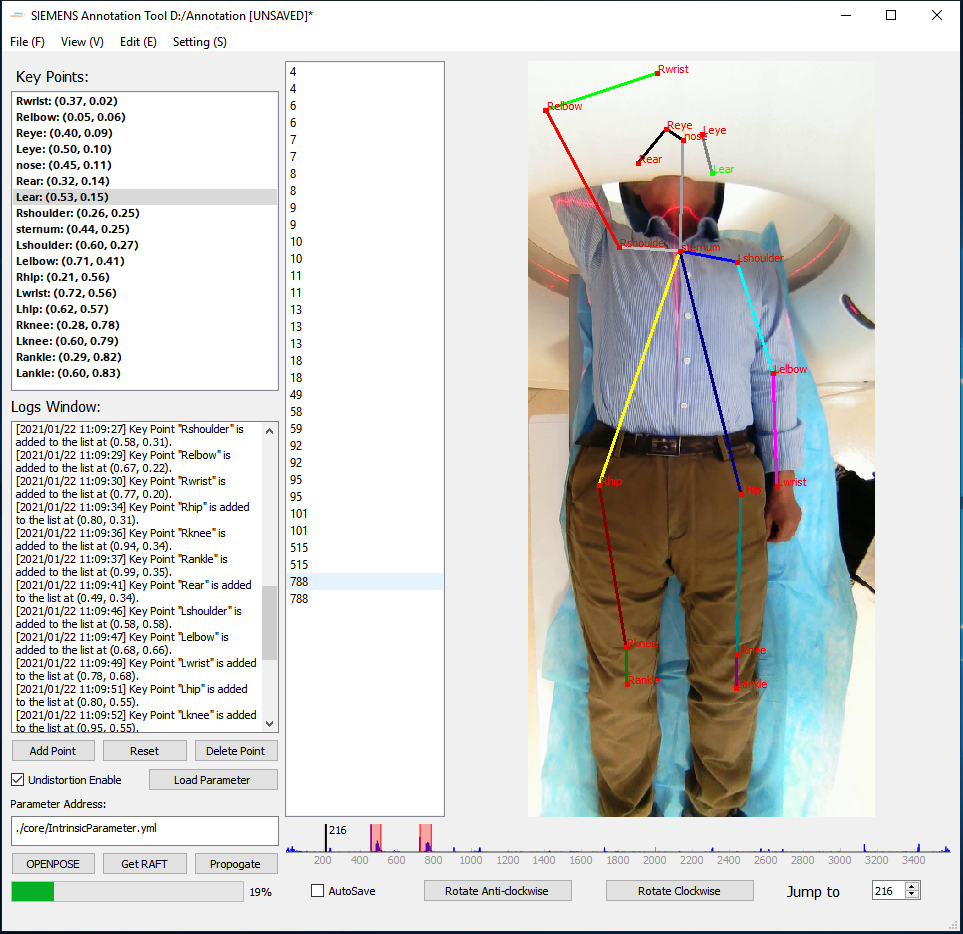 SIEMENS Annotation Tool D:/Annotation [UNSAVED]*
File (F) View (V) Edit (E) Setting (S)
Key Points:
Rwrist: (0.37, 0.02)
Relbow: (0.05, 0.06)
Reye: (0.40, 0.09)
Leye: (0.50, 0.10)
nose: (0.45, 0.11)
Rear: (0.32, 0.14)
Lear: (0.53, 0.15)
Rshoulder: (0.26, 0.25)
sternum: (0.44, 0.25)
Lshoulder: (0.60, 0.27)
Lelbow: (0.71, 0.41)
Rhip: (0.21, 0.56)
Lwrist: (0.72, 0.56)
Lhip: (0.62, 0.57)
Rknee: (0.28, 0.78)
Lknee: (0.60, 0.79)
Rankle: (0.29, 0.82)
Lankle: (0.60, 0.83)
Logs Window:
[2021/01/22 11:09:27] Key Point "Rshoulder" is
added to the list at (0.58, 0.31).
[2021/01/22 11:09:29] Key Point "Relbow" is
added to the list at (0.67, 0.22).
[2021/01/22 11:09:30] Key Point "Rwrist" is
added to the list at (0.77, 0.20).
[2021/01/22 11:09:34] Key Point "Rhip" is added
to the list at (0.80, 0.31).
[2021/01/22 11:09:36] Key Point "Rknee" is
added to the list at (0.94, 0.34).
[2021/01/22 11:09:37] Key Point "Rankle" is
added to the list at (0.99, 0.35).
[2021/01/22 11:09:41] Key Point "Rear" is added
to the list at (0.49, 0.34).
[2021/01/22 11:09:46] Key Point "Lshoulder" is
added to the list at (0.58, 0.58).
[2021/01/22 11:09:47] Key Point "Lelbow" is
added to the list at (0.68, 0.66).
[2021/01/22 11:09:49] Key Point "Lwrist" is added
to the list at (0.78, 0.68).
[2021/01/22 11:09:51] Key Point "Lhip" is added
to the list at (0.80, 0.55).
[2021/01/22 11:09:52] Key Point "Lknee" is added
to the list at (0.95, 0.55).
Add Point Reset Delete Point
Undistortion Enable Load Parameter
Parameter Address:
./core/IntrinsicParameter.yml
OPENPOSE Get RAFT Propogate
19%
4
4
6
6
7
7
8
8
9
9
10
10
11
11
13
13
13
18
18
49
58
59
92
92
95
95
101
101
515
515
788
788
Rwrist
Relbow
Reye
Leye
nose
Rear
Lear
Rshoulder
sternum
Lshoulder
Lelbow
Rhip
Lhip
Lwrist
Rknee
Lknee
Rankle
Lankle
216
200 400 600 800 1000 1200 1400 1600 1800 2000 2200 2400 2600 2800 3000 3200 3400
AutoSave Rotate Anti-clockwise Rotate Clockwise Jump to 216